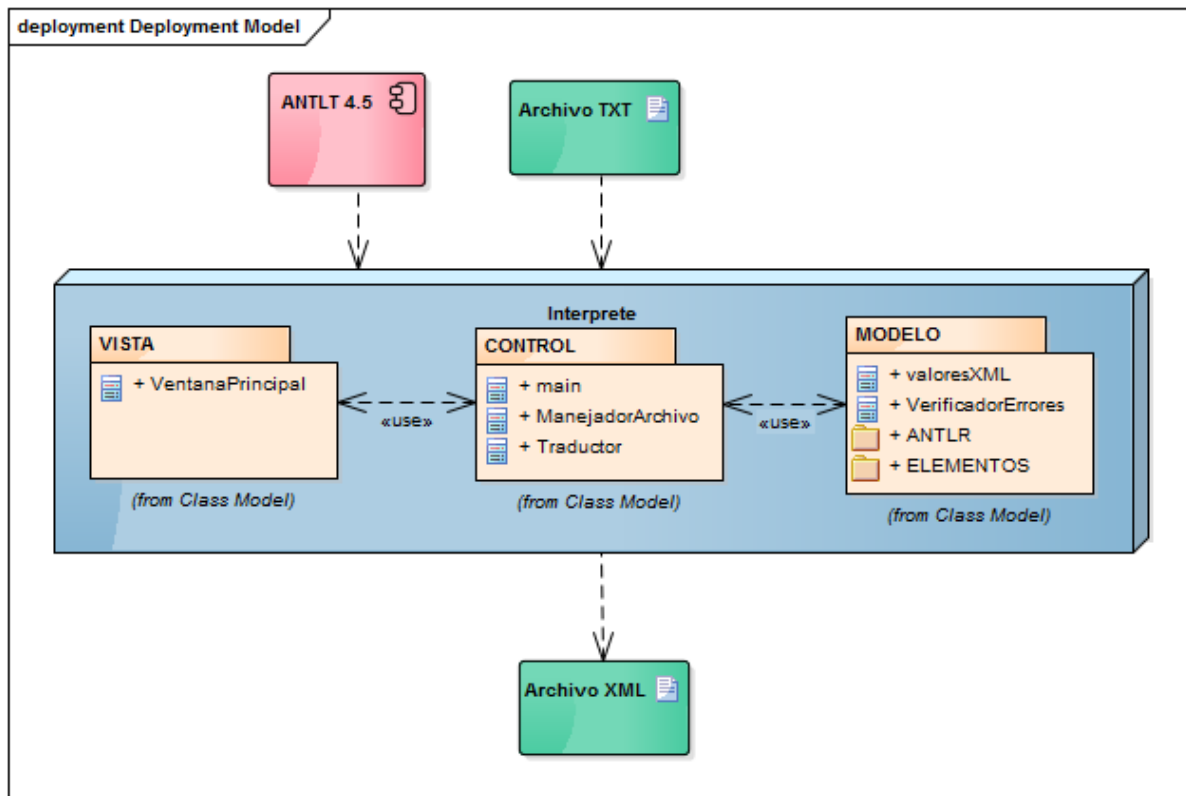 deployment Deployment Model
ANTLT 4.5
Archivo TXT
Interprete
VISTA
+ VentanaPrincipal
(from Class Model)
«use»
CONTROL
+ main
+ ManejadorArchivo
+ Traductor
(from Class Model)
«use»
MODELO
+ valoresXML
+ VerificadorErrores
+ ANTLR
+ ELEMENTOS
(from Class Model)
Archivo XML